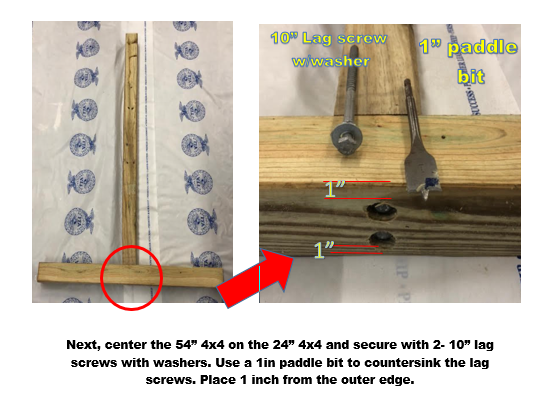 10” Lag screw
w/washer
1” paddle
bit
1”
1”
Next, center the 54” 4x4 on the 24” 4x4 and secure with 2- 10” lag
screws with washers. Use a 1in paddle bit to countersink the lag
screws. Place 1 inch from the outer edge.